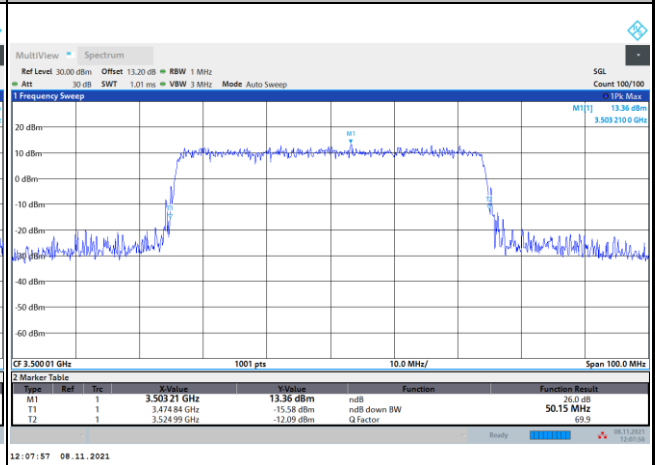 MultiView Spectrum
Ref Level 30.00 dBm Offset 13.20 dB RBW 1 MHz SGL
Att 30 dB SWT 1.01 ms VBW 3 MHz Mode Auto Sweep Count 100/100
1 Frequency Sweep 1Pk Max
M1[1] 13.36 dBm
3.503 210 0 GHz
20 dBm
M1
10 dBm
0 dBm
-10 dBm
-20 dBm
-30 dBm
-40 dBm
-50 dBm
-60 dBm
CF 3.500 01 GHz 1001 pts 10.0 MHz/ Span 100.0 MHz
2 Marker Table
Type Ref Trc X-Value Y-Value Function Function Result
M1 1 3.503 21 GHz 13.36 dBm ndB 26.0 dB
T1 1 3.474 84 GHz -15.58 dBm ndB down BW 50.15 MHz
T2 1 3.524 99 GHz -12.09 dBm Q Factor 69.9
Ready 08.11.2021
12:07:56
12:07:57 08.11.2021